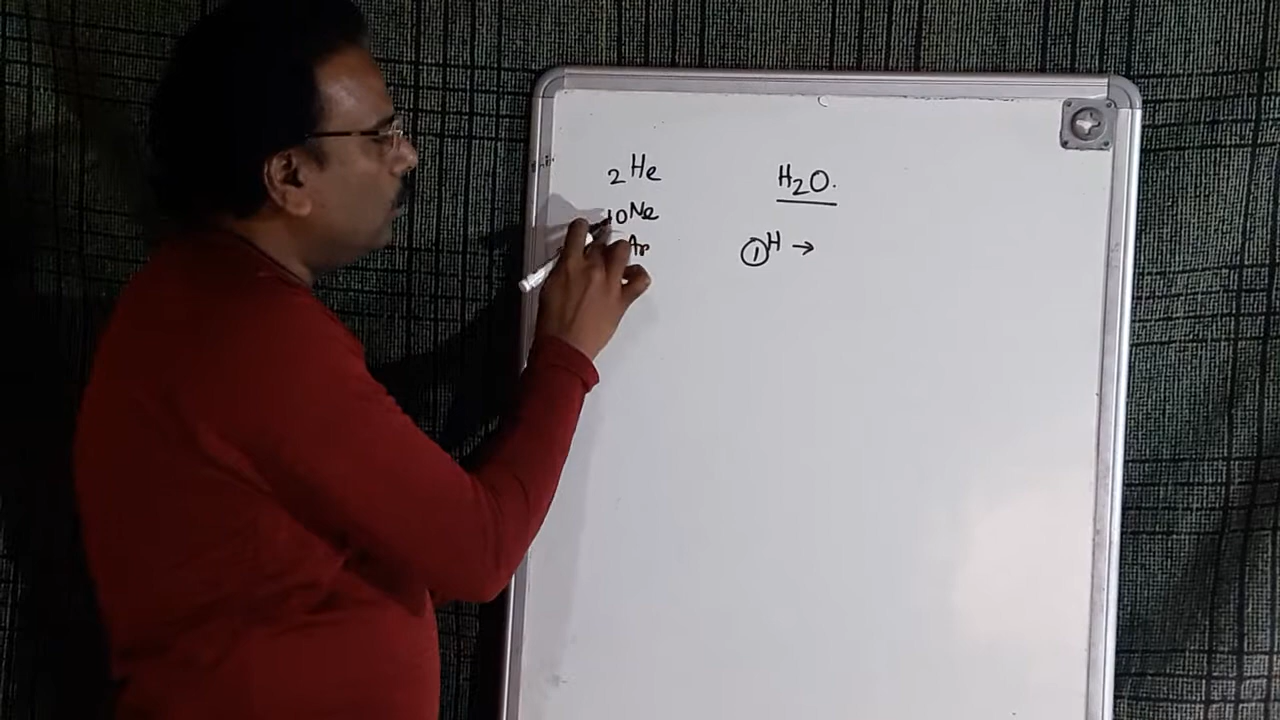 2He
10Ne
Ar
H2O.
1H →